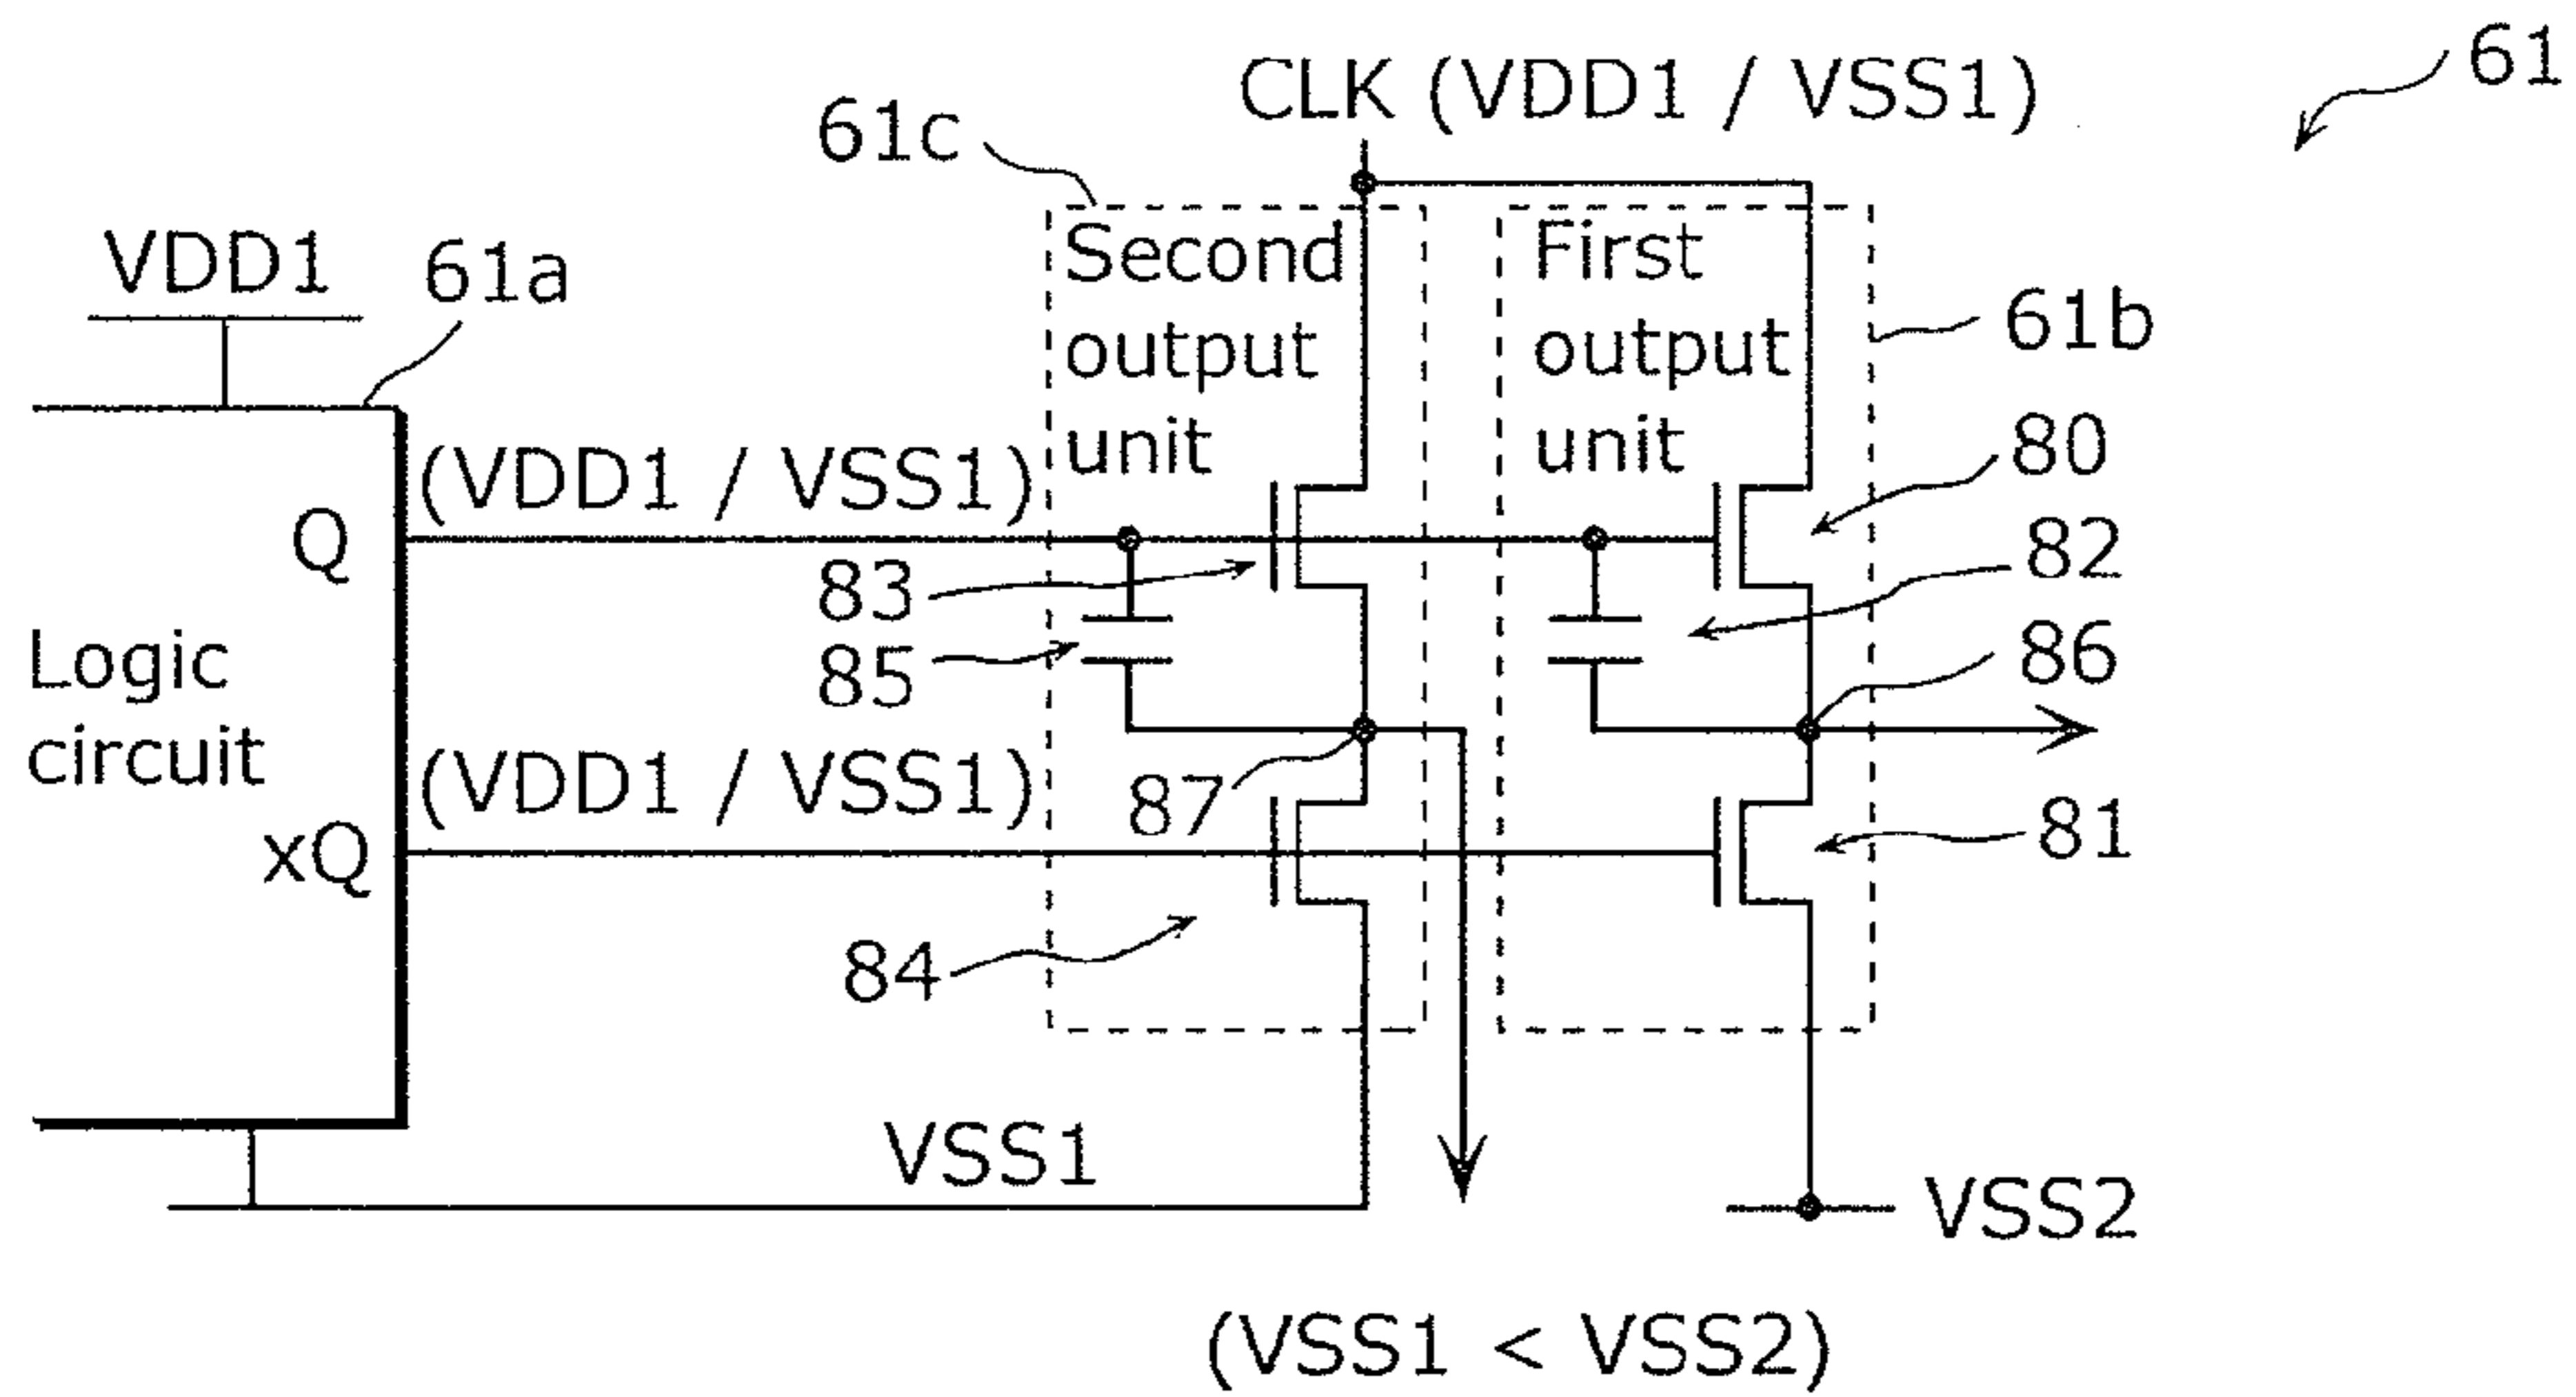 61
CLK (VDD1 / VSS1)
61c
VDD1
61a
Second
output
unit
First
output
unit
61b
(VDD1 / VSS1)
80
Q
82
83
85
86
Logic
circuit
(VDD1 / VSS1)
87
xQ
81
84
VSS1
VSS2
(VSS1 < VSS2)